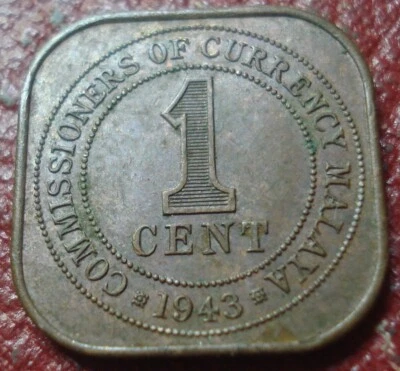 COMMISSIONERS OF CURRENCY MALAYA
1
CENT
1943